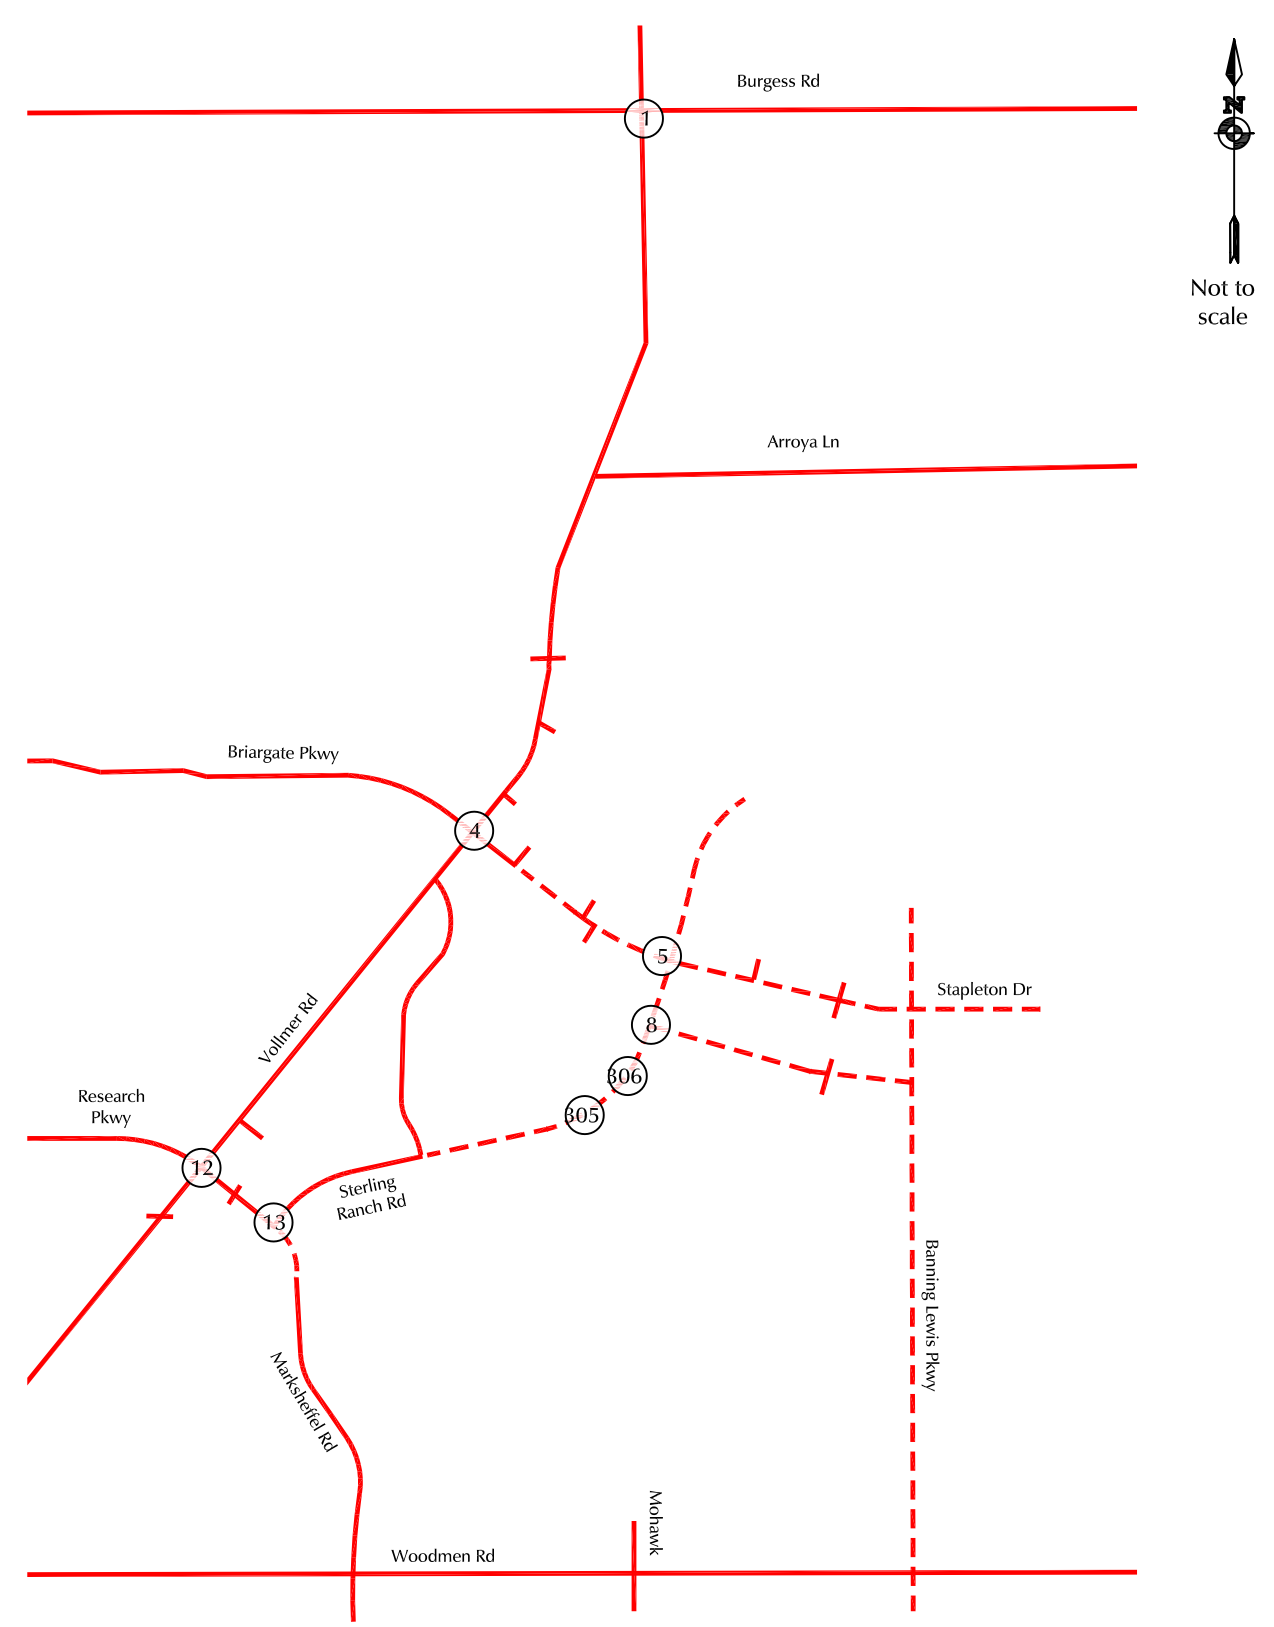 Burgess Rd
N
1
Not to
scale
Arroya Ln
Briargate Pkwy
4
5
Stapleton Dr
Vollmer Rd
8
306
Research
Pkwy
305
12
Sterling
Ranch Rd
13
Banning Lewis Pkwy
Marksheffel Rd
Mohawk
Woodmen Rd